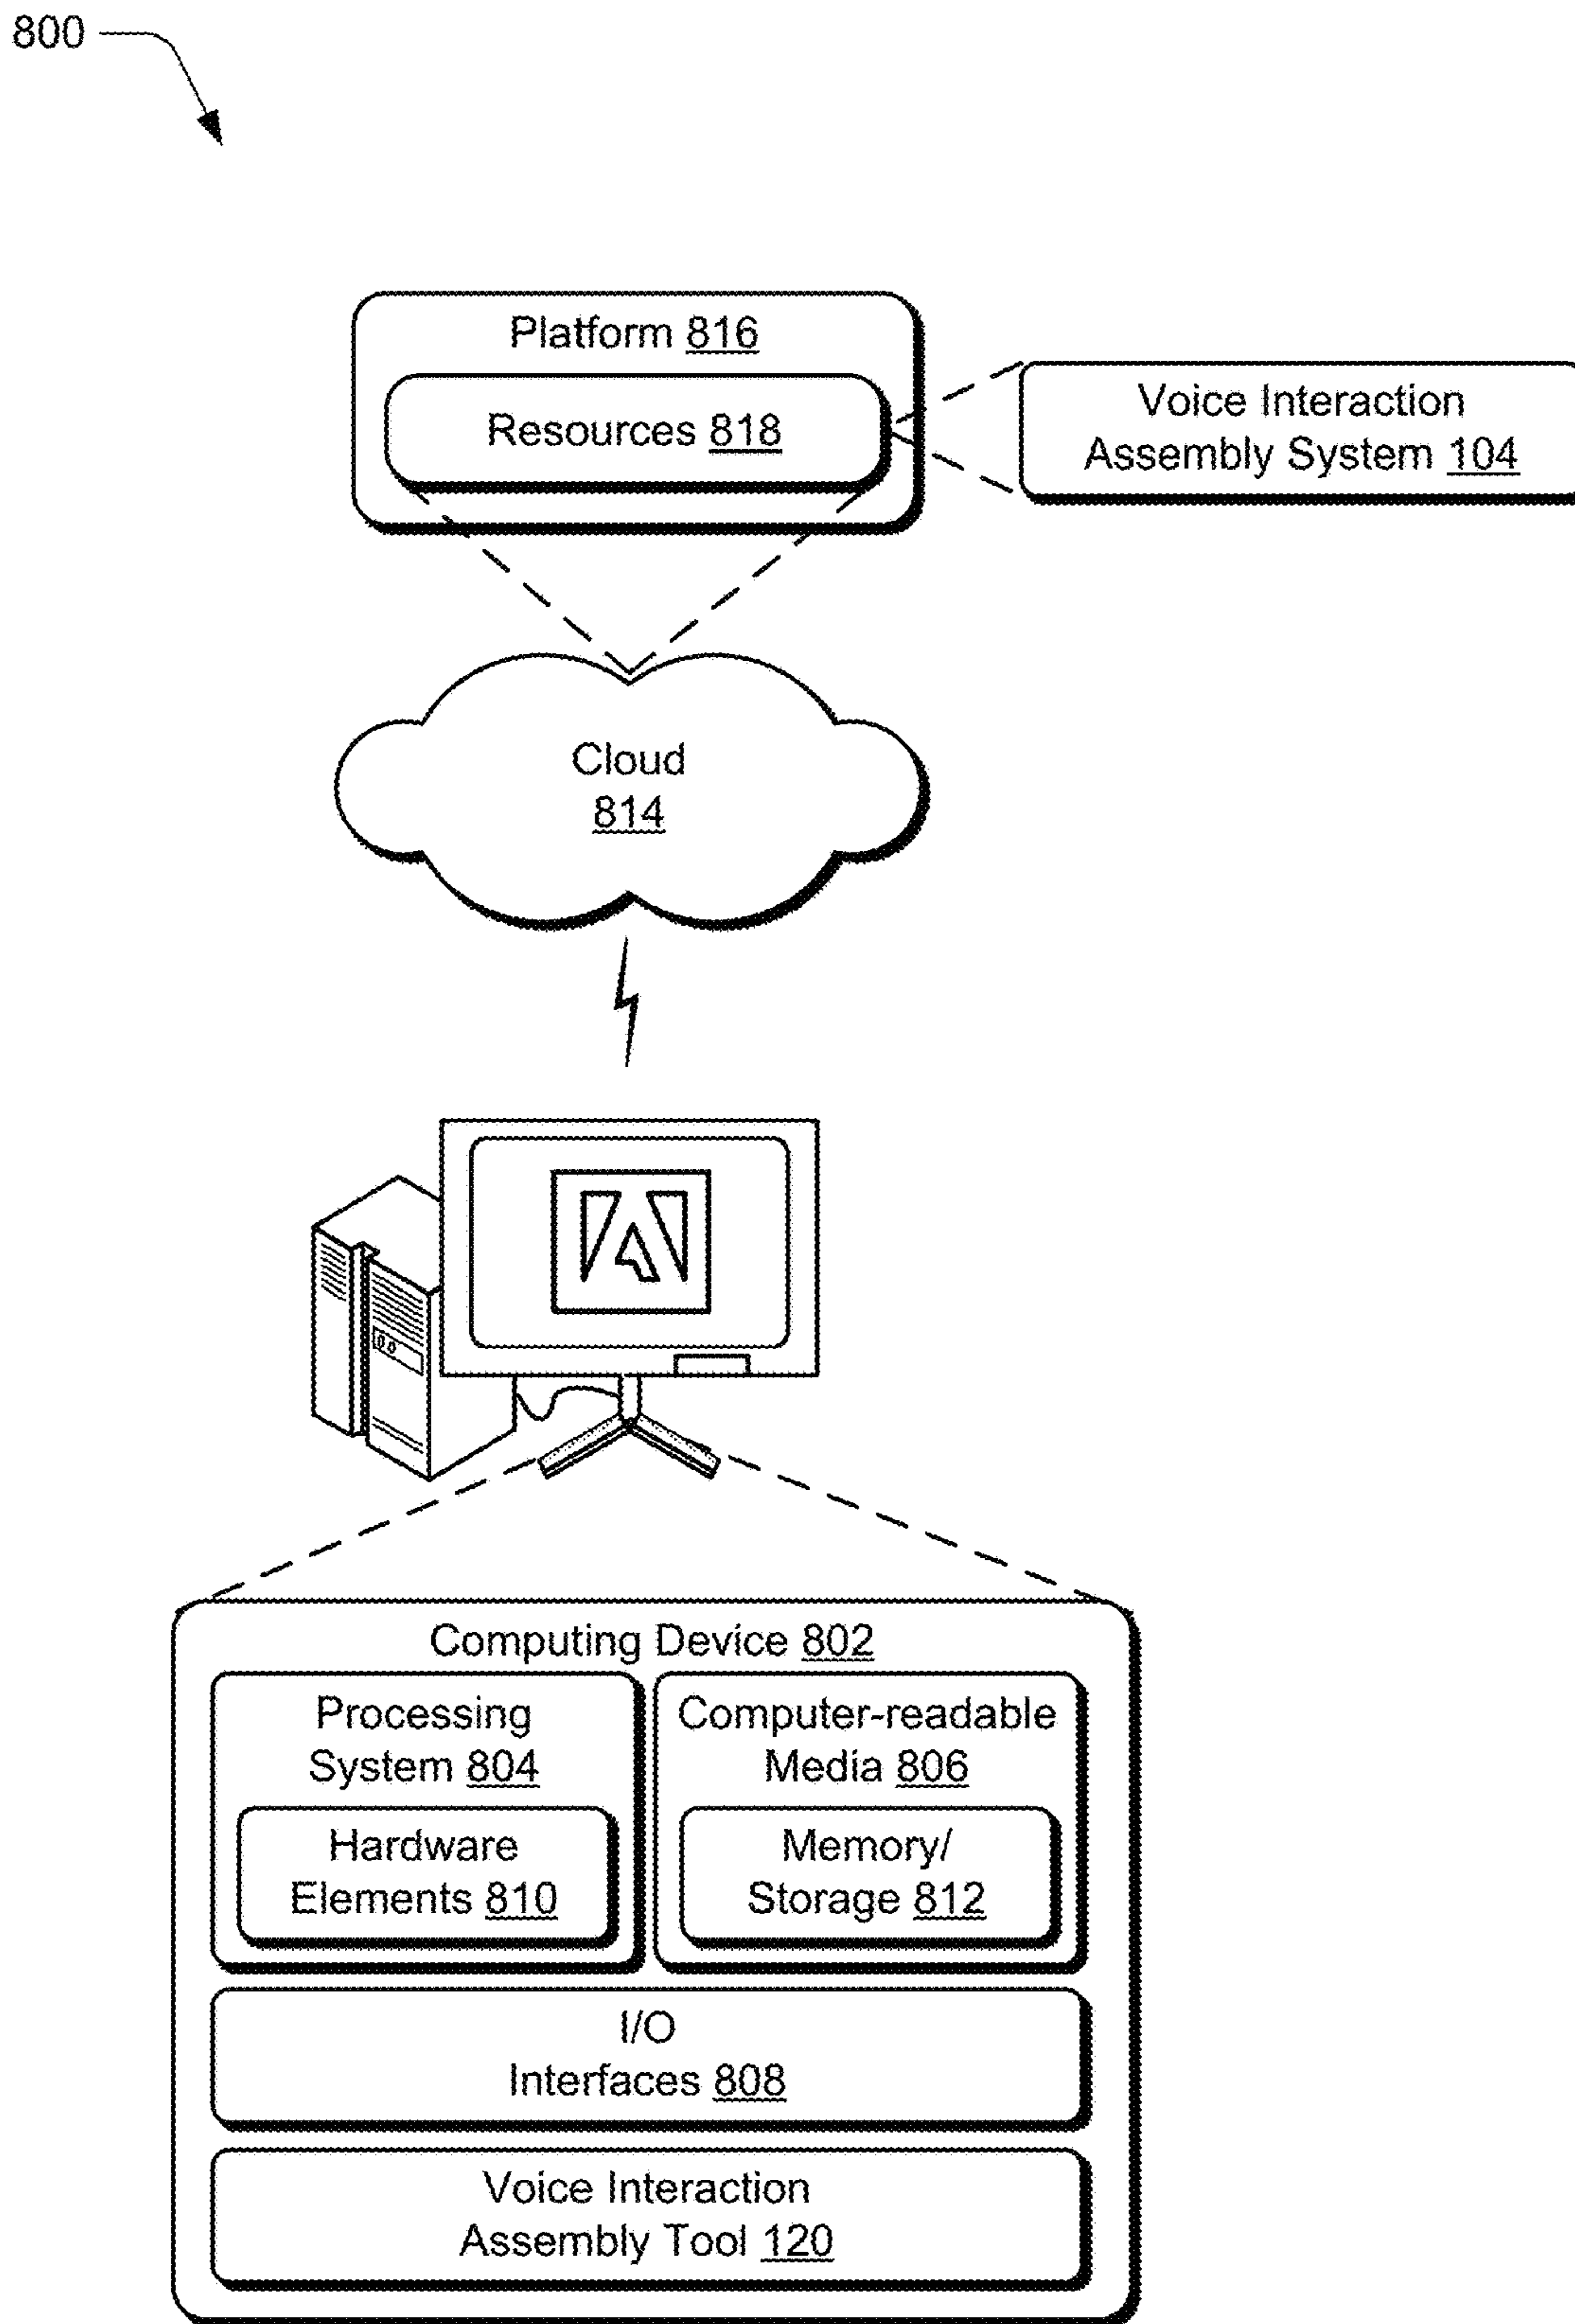 800
Platform 816
Resources 818
Voice Interaction
Assembly System 104
Cloud
814
Computing Device 802
Processing
System 804
Hardware
Elements 810
Computer-readable
Media 806
Memory/
Storage 812
I/O
Interfaces 808
Voice Interaction
Assembly Tool 120